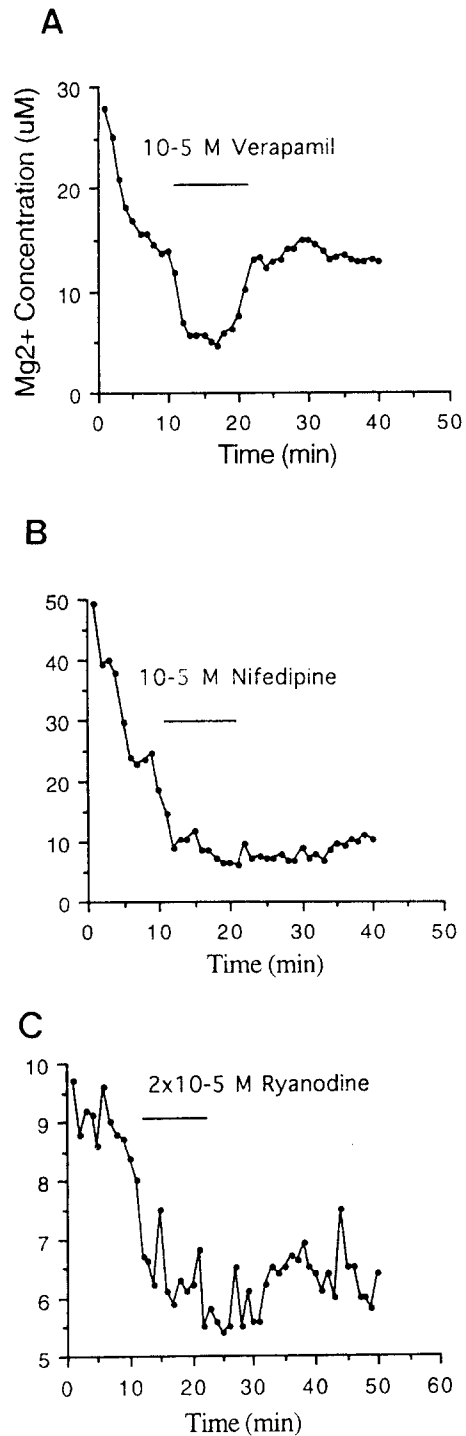 A
Mg2+ Concentration (uM)
30
20
10
0
10-5 M Verapamil
0 10 20 30 40 50
Time (min)
B
50
40
30
20
10
0
10-5 M Nifedipine
0 10 20 30 40 50
Time (min)
C
10
9
8
7
6
5
2x10-5 M Ryanodine
0 10 20 30 40 50 60
Time (min)